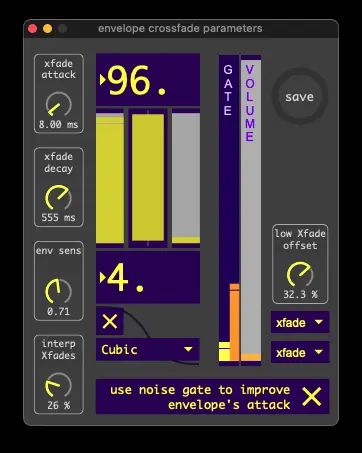 envelope crossfade parameters
xfade
attack
8.00 ms
96.
GATE
VOLUME
save
xfade
decay
555 ms
env sens
0.71
4.
low Xfade
offset
32.3 %
interp
Xfades
26 %
Cubic
xfade
xfade
use noise gate to improve
envelope's attack